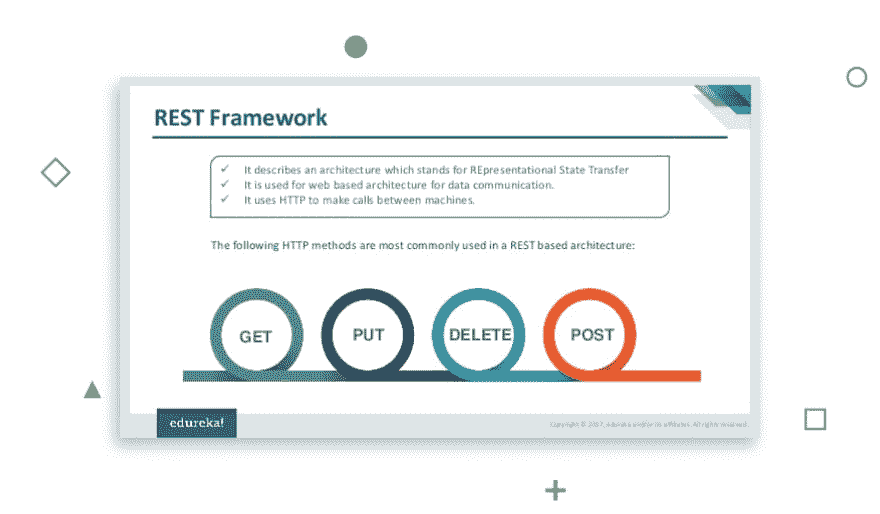 REST Framework
It describes an architecture which stands for REpresentational State Transfer
It is used for web based architecture for data communication.
It uses HTTP to make calls between machines.
The following HTTP methods are most commonly used in a REST based architecture:
GET PUT DELETE POST
edureka!
Copyright © 2017, edureka and/or its affiliates. All rights reserved.